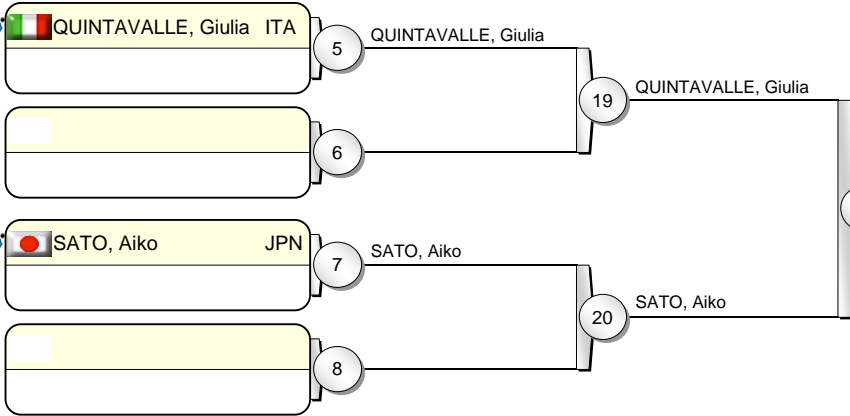 QUINTAVALLE, Giulia ITA
5
QUINTAVALLE, Giulia
19
QUINTAVALLE, Giulia
6
SATO, Aiko JPN
7
SATO, Aiko
20
SATO, Aiko
8